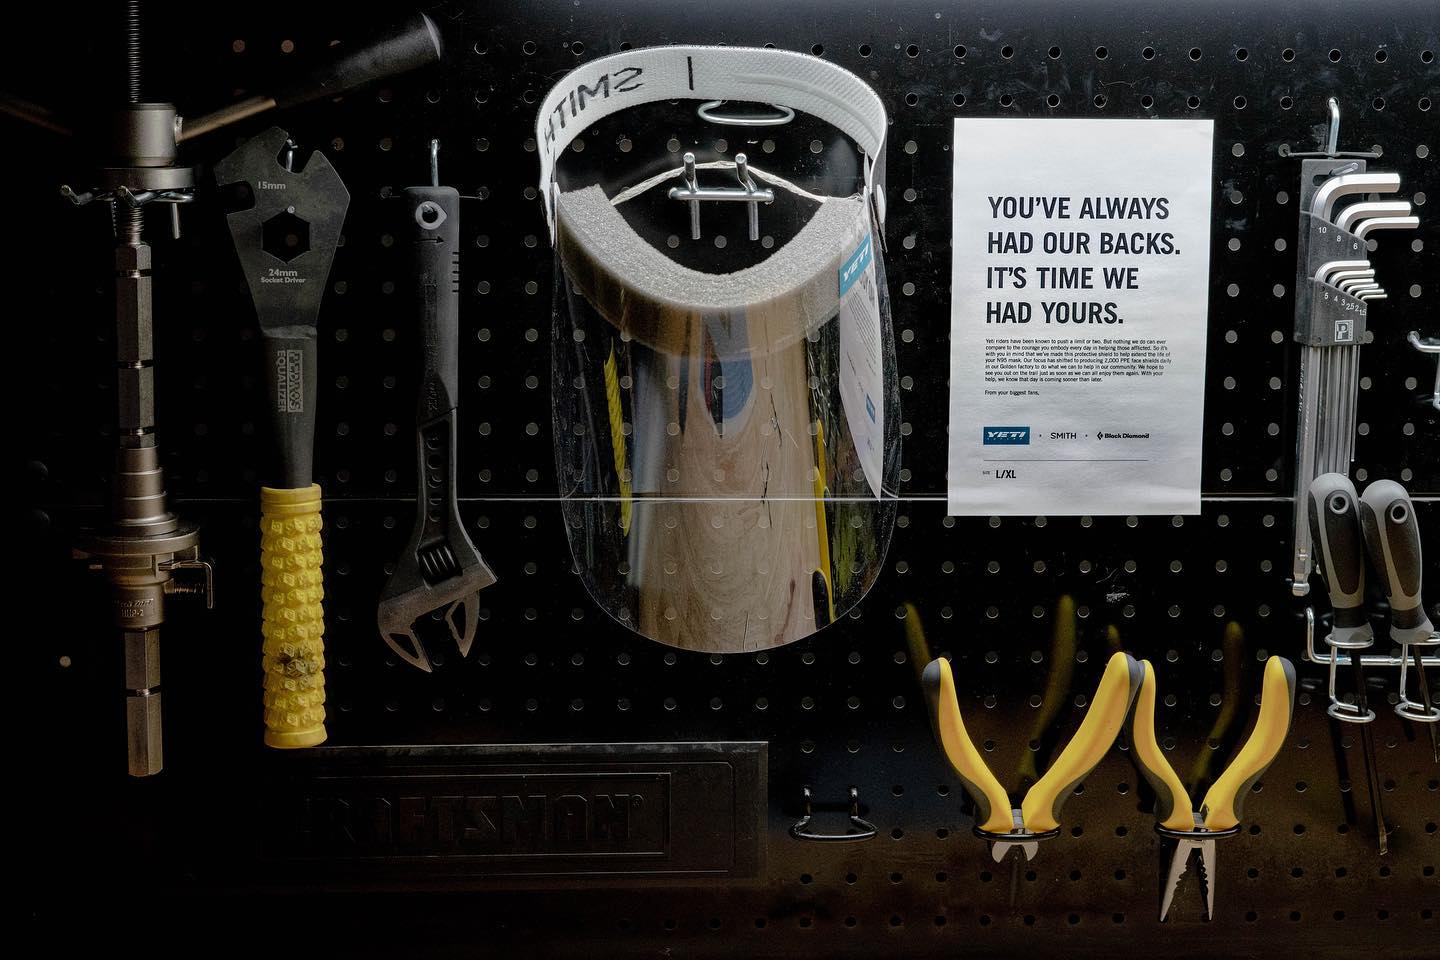 SMITH
15mm
24mm
Socket Driver
PEDRO'S
EQUALIZER
YETI
YOU'VE ALWAYS
HAD OUR BACKS.
IT'S TIME WE
HAD YOURS.
Yeti riders have been known to push a limit or two. But nothing we do can ever
compare to the courage you embody every day in helping those afflicted. So it's
with you in mind that we've made this protective shield to help extend the life of
your N95 mask. Our focus has shifted to producing 2,000 PPE face shields daily
in our Golden factory to do what we can to help in our community. We hope to
see you out on the trail just as soon as we can all enjoy them again. With your
help, we know that day is coming sooner than later.
From your biggest fans,
YETI • SMITH • Black Diamond
SIZE L/XL
10 8 6
5 4 3 2.5 2 1.5
CRAFTSMAN